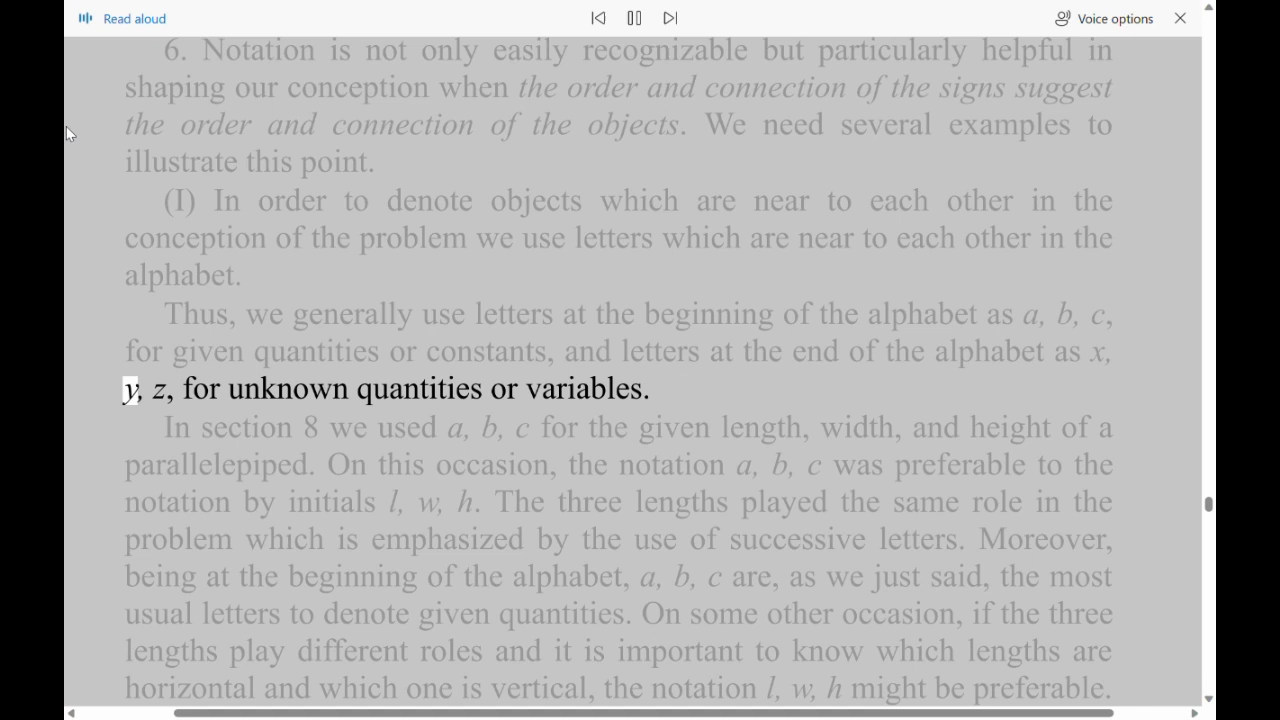 Read aloud
Voice options
6. Notation is not only easily recognizable but particularly helpful in
shaping our conception when the order and connection of the signs suggest
the order and connection of the objects. We need several examples to
illustrate this point.
(I) In order to denote objects which are near to each other in the
conception of the problem we use letters which are near to each other in the
alphabet.
Thus, we generally use letters at the beginning of the alphabet as a, b, c,
for given quantities or constants, and letters at the end of the alphabet as x,
y, z, for unknown quantities or variables.
In section 8 we used a, b, c for the given length, width, and height of a
parallelepiped. On this occasion, the notation a, b, c was preferable to the
notation by initials l, w, h. The three lengths played the same role in the
problem which is emphasized by the use of successive letters. Moreover,
being at the beginning of the alphabet, a, b, c are, as we just said, the most
usual letters to denote given quantities. On some other occasion, if the three
lengths play different roles and it is important to know which lengths are
horizontal and which one is vertical, the notation l, w, h might be preferable.